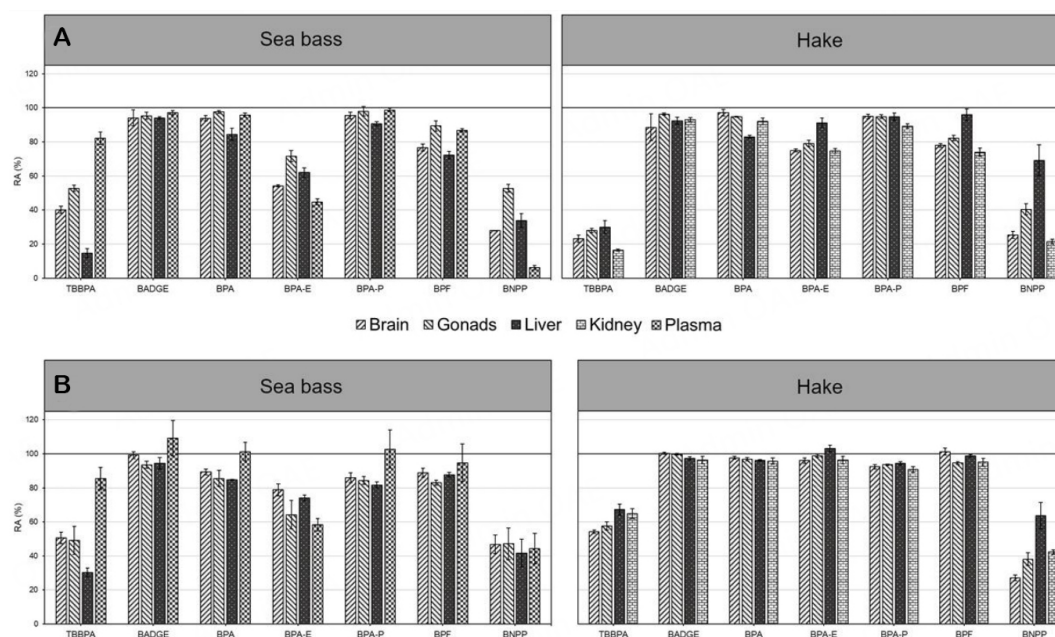 A
Sea bass
Hake
120
100
80
60
40
20
0
RA (%)
TBBPA BADGE BPA BPA-E BPA-P BPF BNPP
TBBPA BADGE BPA BPA-E BPA-P BPF BNPP
Brain Gonads Liver Kidney Plasma
B
Sea bass
Hake
120
100
80
60
40
20
0
RA (%)
TBBPA BADGE BPA BPA-E BPA-P BPF BNPP
TBBPA BADGE BPA BPA-E BPA-P BPF BNPP